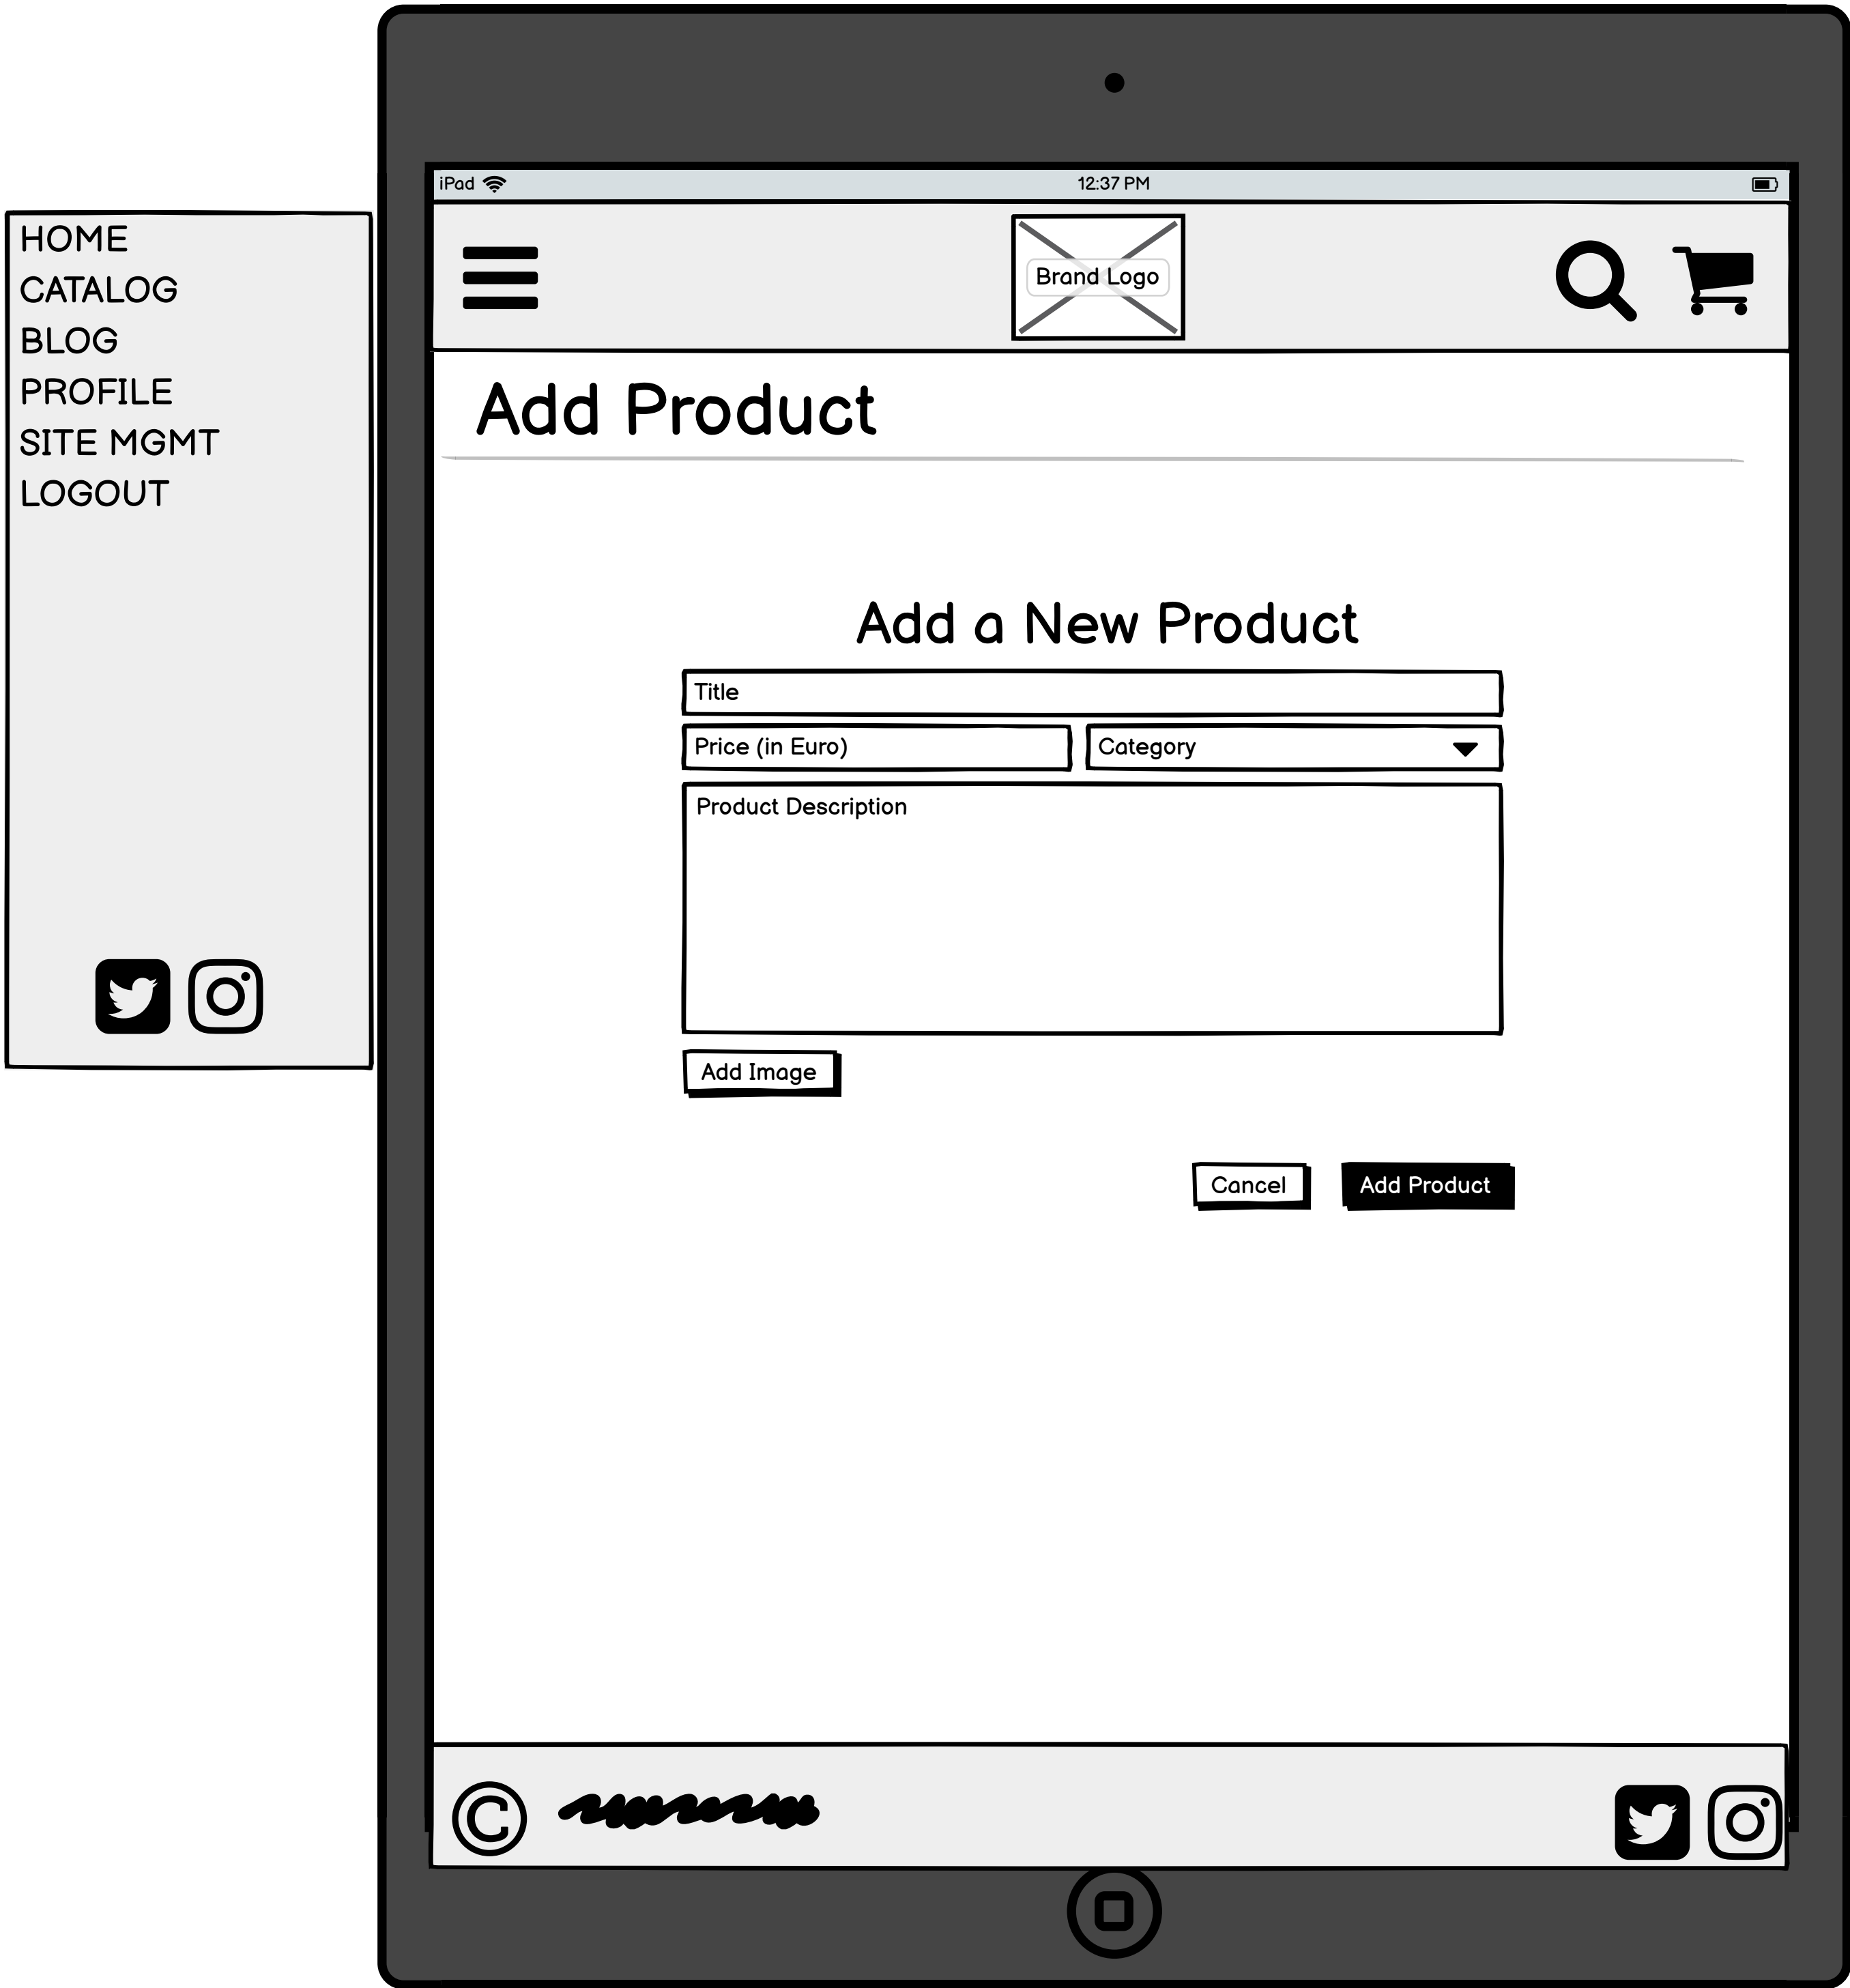 iPad 12:37 PM
HOME
CATALOG
BLOG
PROFILE
SITE MGMT
LOGOUT
Brand Logo
Add Product
Add a New Product
Title
Price (in Euro) Category
Product Description
Add Image
Cancel Add Product
©